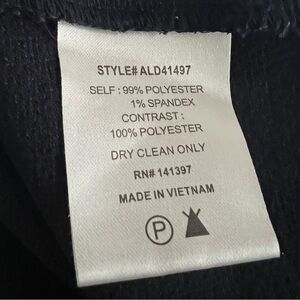 STYLE# ALD41497
SELF : 99% POLYESTER
1% SPANDEX
CONTRAST :
100% POLYESTER
DRY CLEAN ONLY
RN# 141397
MADE IN VIETNAM
P